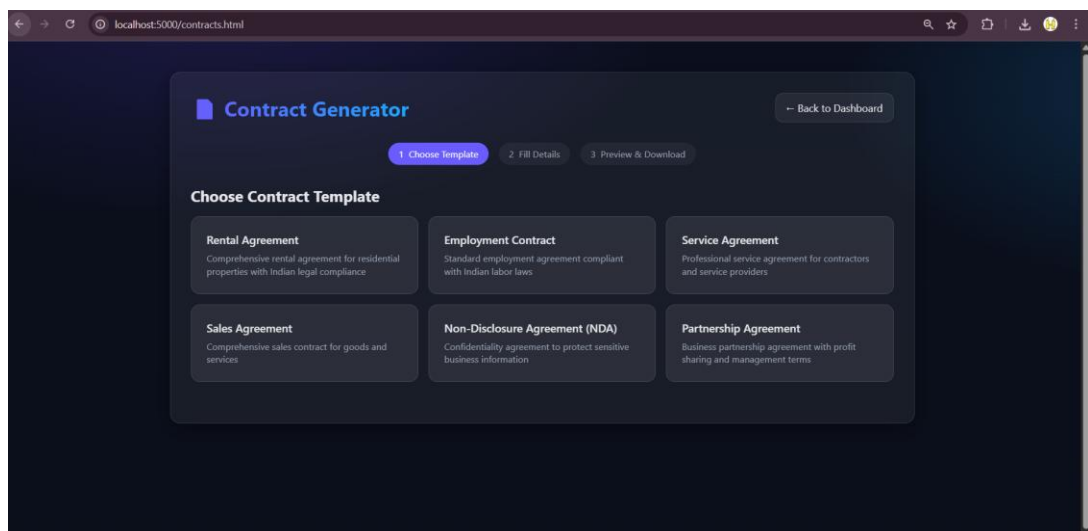 localhost:5000/contracts.html
Contract Generator
← Back to Dashboard
1 Choose Template
2 Fill Details
3 Preview & Download
Choose Contract Template
Rental Agreement
Comprehensive rental agreement for residential
properties with Indian legal compliance
Employment Contract
Standard employment agreement compliant
with Indian labor laws
Service Agreement
Professional service agreement for contractors
and service providers
Sales Agreement
Comprehensive sales contract for goods and
services
Non-Disclosure Agreement (NDA)
Confidentiality agreement to protect sensitive
business information
Partnership Agreement
Business partnership agreement with profit
sharing and management terms